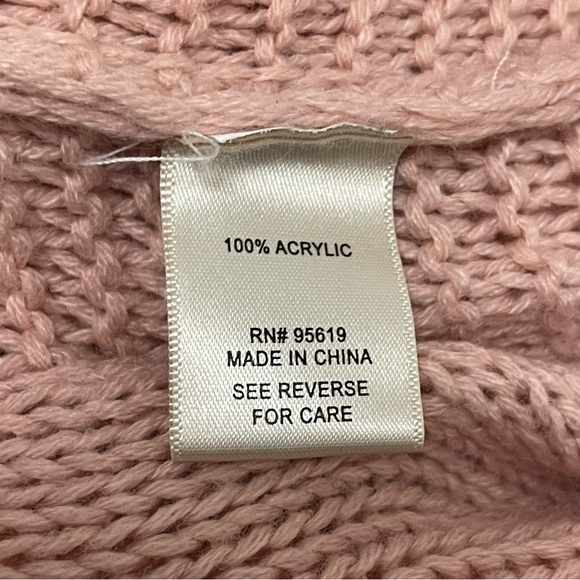 100% ACRYLIC
RN# 95619
MADE IN CHINA
SEE REVERSE
FOR CARE